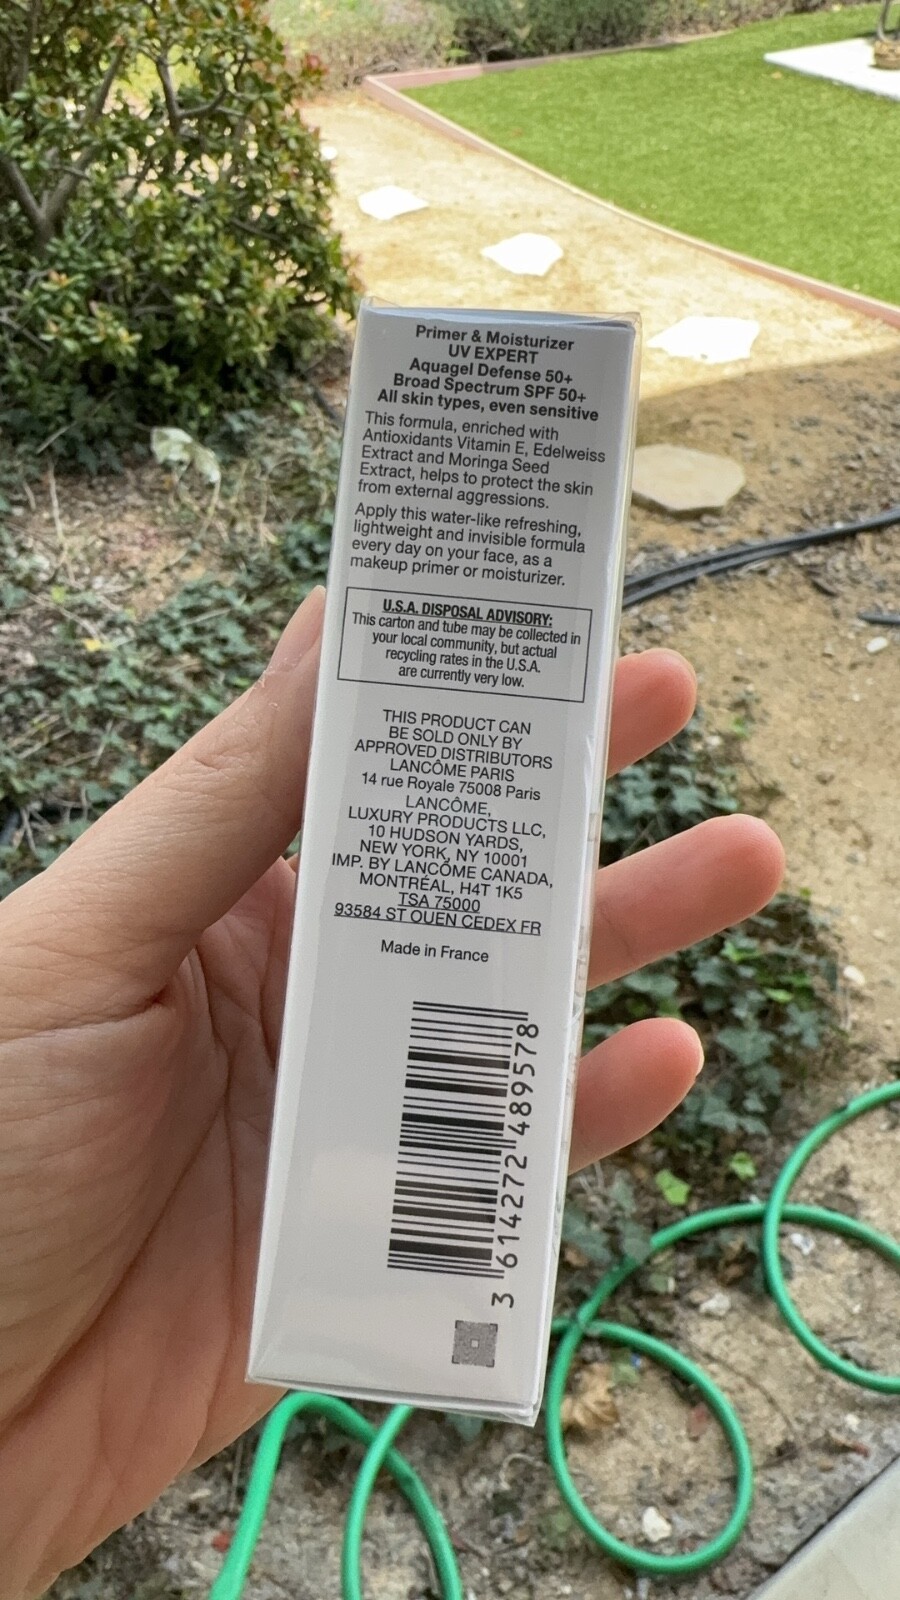 Primer & Moisturizer
UV EXPERT
Aquagel Defense 50+
Broad Spectrum SPF 50+
All skin types, even sensitive
This formula, enriched with
Antioxidants Vitamin E, Edelweiss
Extract and Moringa Seed
Extract, helps to protect the skin
from external aggressions.
Apply this water-like refreshing,
lightweight and invisible formula
every day on your face, as a
makeup primer or moisturizer.
U.S.A. DISPOSAL ADVISORY:
This carton and tube may be collected in
your local community, but actual
recycling rates in the U.S.A.
are currently very low.
THIS PRODUCT CAN
BE SOLD ONLY BY
APPROVED DISTRIBUTORS
LANCÔME PARIS
14 rue Royale 75008 Paris
LANCÔME,
LUXURY PRODUCTS LLC,
10 HUDSON YARDS,
NEW YORK, NY 10001
IMP. BY LANCÔME CANADA,
MONTRÉAL, H4T 1K5
TSA 75000
93584 ST OUEN CEDEX FR
Made in France
3 614272 489578